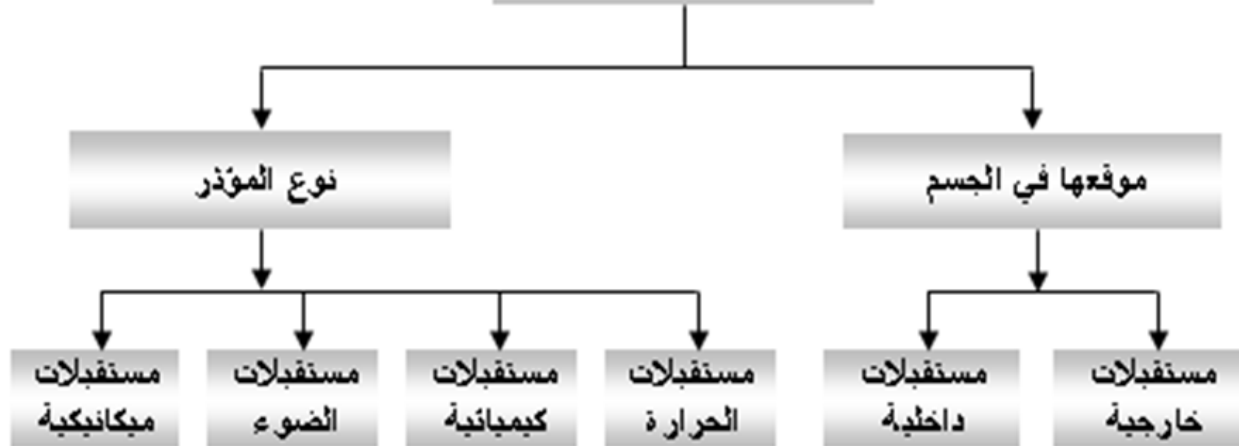 موقعها في الجسم
نوع المؤثر
مستقبلات
خارجية
مستقبلات
داخلية
مستقبلات
الحرارة
مستقبلات
كيميائية
مستقبلات
الضوء
مستقبلات
ميكانيكية